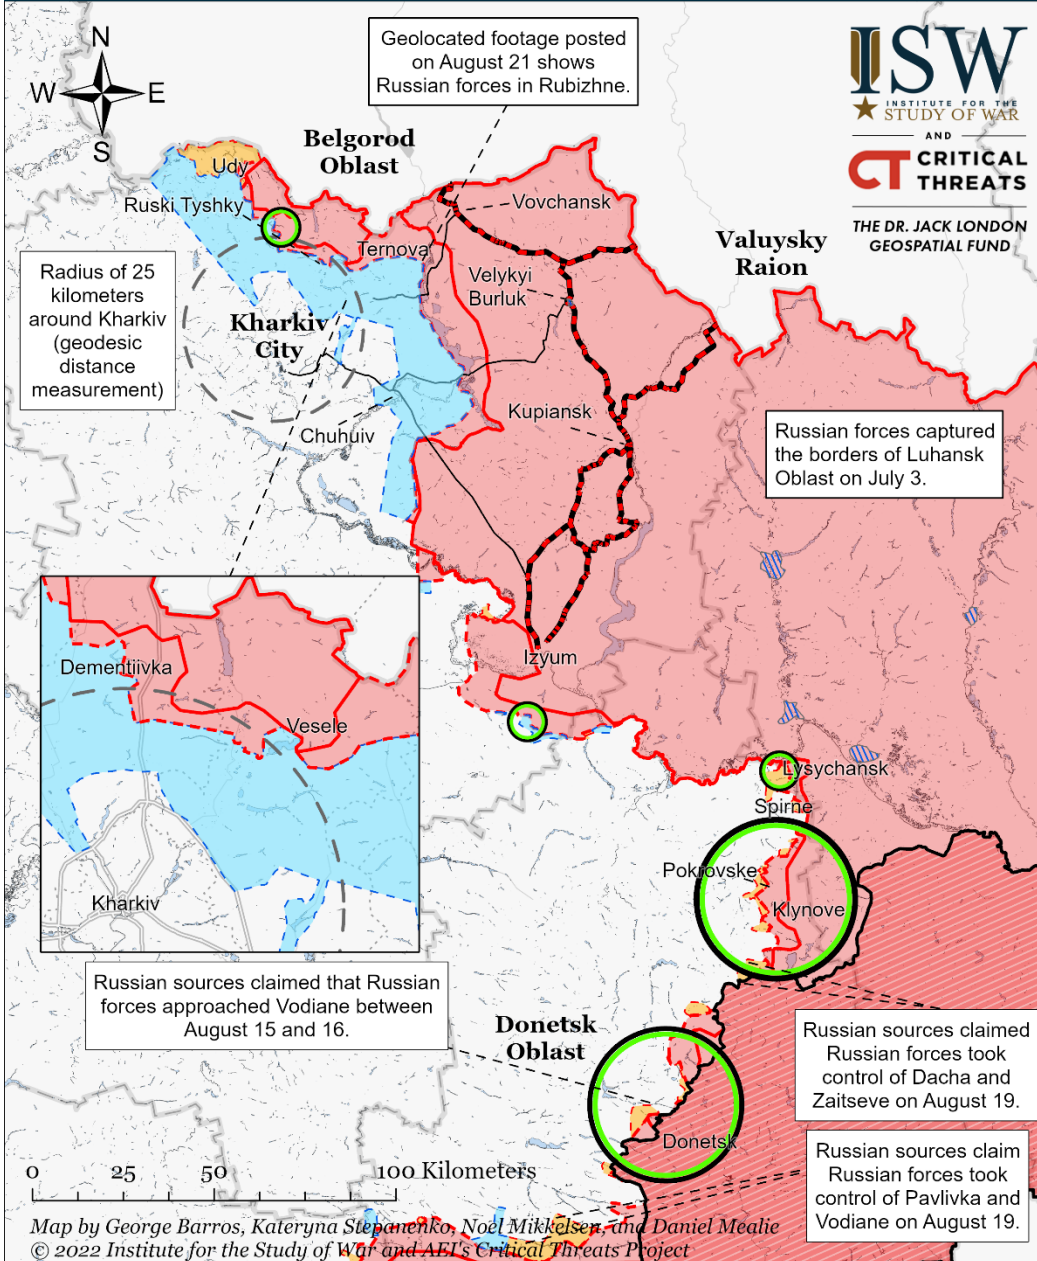 Geolocated footage posted
on August 21 shows
Russian forces in Rubizhne.
N
W
E
S
ISW
INSTITUTE FOR THE
STUDY OF WAR
AND
CT CRITICAL
THREATS
THE DR. JACK LONDON
GEOSPATIAL FUND
Belgorod
Oblast
Udy
Ruski Tyshky
Vovchansk
Ternova
Valuysky
Raion
Velykyi
Burluk
Radius of 25
kilometers
around Kharkiv
(geodesic
distance
measurement)
Kharkiv
City
Kupiansk
Chuhuiv
Russian forces captured
the borders of Luhansk
Oblast on July 3.
Izyum
Dementiivka
Vesele
Kharkiv
Lysychansk
Spirne
Pokrovske
Klynove
Russian sources claimed that Russian
forces approached Vodiane between
August 15 and 16.
Donetsk
Oblast
Donetsk
Russian sources claimed
Russian forces took
control of Dacha and
Zaitseve on August 19.
Russian sources claim
Russian forces took
control of Pavlivka and
Vodiane on August 19.
0 25 50 100 Kilometers
Map by George Barros, Kateryna Stepanenko, Noel Mikkelsen, and Daniel Mealie
© 2022 Institute for the Study of War and AEI's Critical Threats Project